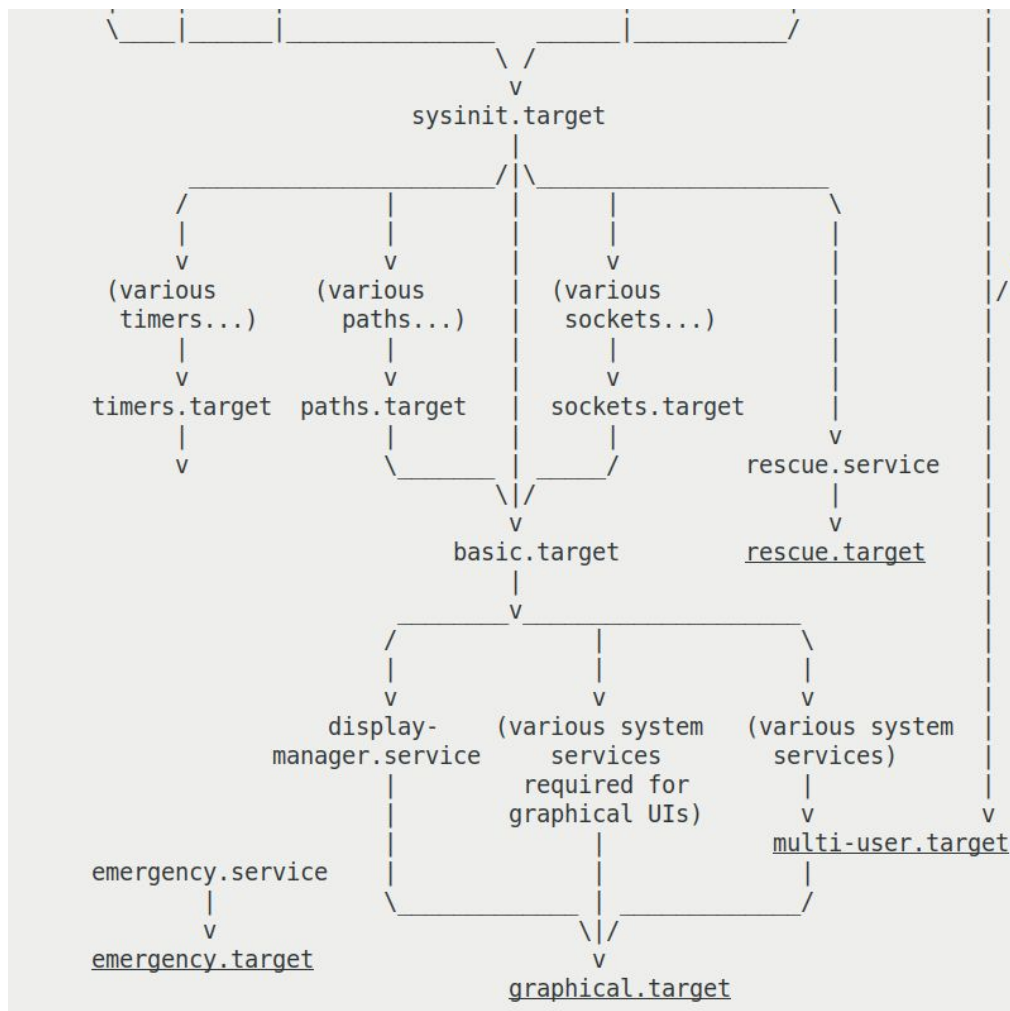 sysinit.target
(various (various (various
timers...) paths...) sockets...)
timers.target paths.target sockets.target
rescue.service
basic.target rescue.target
display- (various system (various system
manager.service services services)
required for
graphical UIs)
multi-user.target
emergency.service
emergency.target
graphical.target